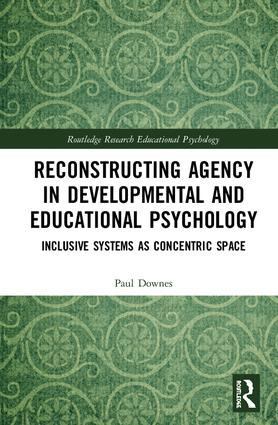 Routledge Research Educational Psychology
RECONSTRUCTING AGENCY
IN DEVELOPMENTAL AND
EDUCATIONAL PSYCHOLOGY
INCLUSIVE SYSTEMS AS CONCENTRIC SPACE
Paul Downes
ROUTLEDGE